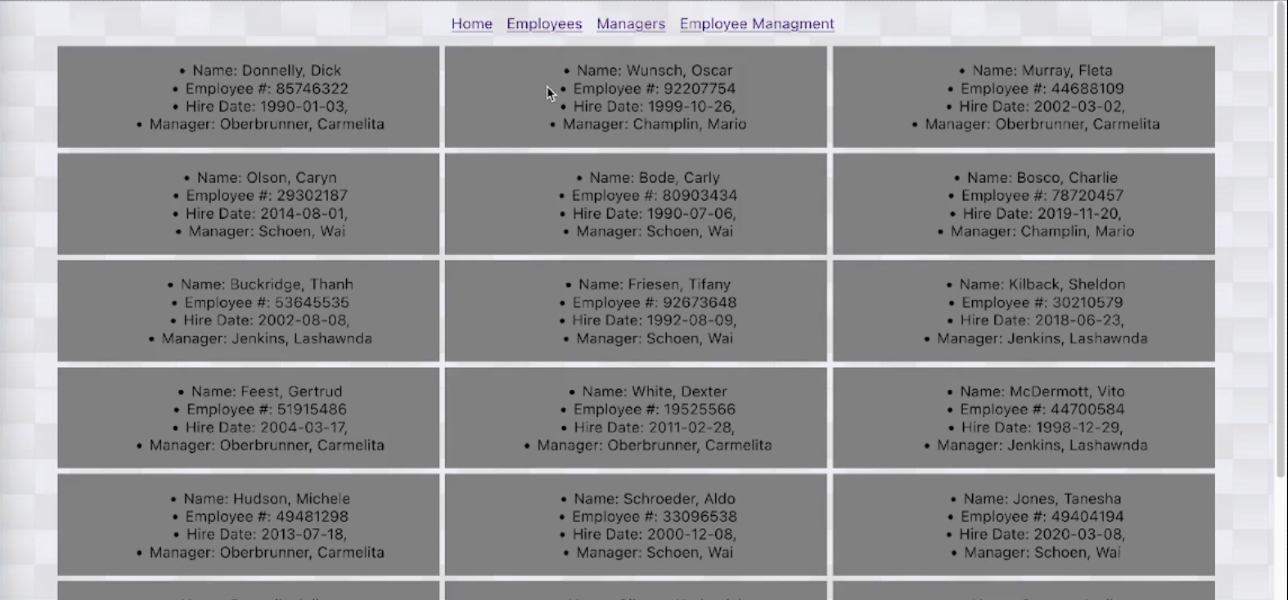 Home Employees Managers Employee Managment
• Name: Donnelly, Dick
• Employee #: 85746322
• Hire Date: 1990-01-03,
• Manager: Oberbrunner, Carmelita
• Name: Wunsch, Oscar
• Employee #: 92207754
• Hire Date: 1999-10-26,
• Manager: Champlin, Mario
• Name: Murray, Fleta
• Employee #: 44688109
• Hire Date: 2002-03-02,
• Manager: Oberbrunner, Carmelita
• Name: Olson, Caryn
• Employee #: 29302187
• Hire Date: 2014-08-01,
• Manager: Schoen, Wai
• Name: Bode, Carly
• Employee #: 80903434
• Hire Date: 1990-07-06,
• Manager: Schoen, Wai
• Name: Bosco, Charlie
• Employee #: 78720457
• Hire Date: 2019-11-20,
• Manager: Champlin, Mario
• Name: Buckridge, Thanh
• Employee #: 53645535
• Hire Date: 2002-08-08,
• Manager: Jenkins, Lashawnda
• Name: Friesen, Tifany
• Employee #: 92673648
• Hire Date: 1992-08-09,
• Manager: Schoen, Wai
• Name: Kilback, Sheldon
• Employee #: 30210579
• Hire Date: 2018-06-23,
• Manager: Jenkins, Lashawnda
• Name: Feest, Gertrud
• Employee #: 51915486
• Hire Date: 2004-03-17,
• Manager: Oberbrunner, Carmelita
• Name: White, Dexter
• Employee #: 19525566
• Hire Date: 2011-02-28,
• Manager: Oberbrunner, Carmelita
• Name: McDermott, Vito
• Employee #: 44700584
• Hire Date: 1998-12-29,
• Manager: Jenkins, Lashawnda
• Name: Hudson, Michele
• Employee #: 49481298
• Hire Date: 2013-07-18,
• Manager: Oberbrunner, Carmelita
• Name: Schroeder, Aldo
• Employee #: 33096538
• Hire Date: 2000-12-08,
• Manager: Schoen, Wai
• Name: Jones, Tanesha
• Employee #: 49404194
• Hire Date: 2020-03-08,
• Manager: Schoen, Wai